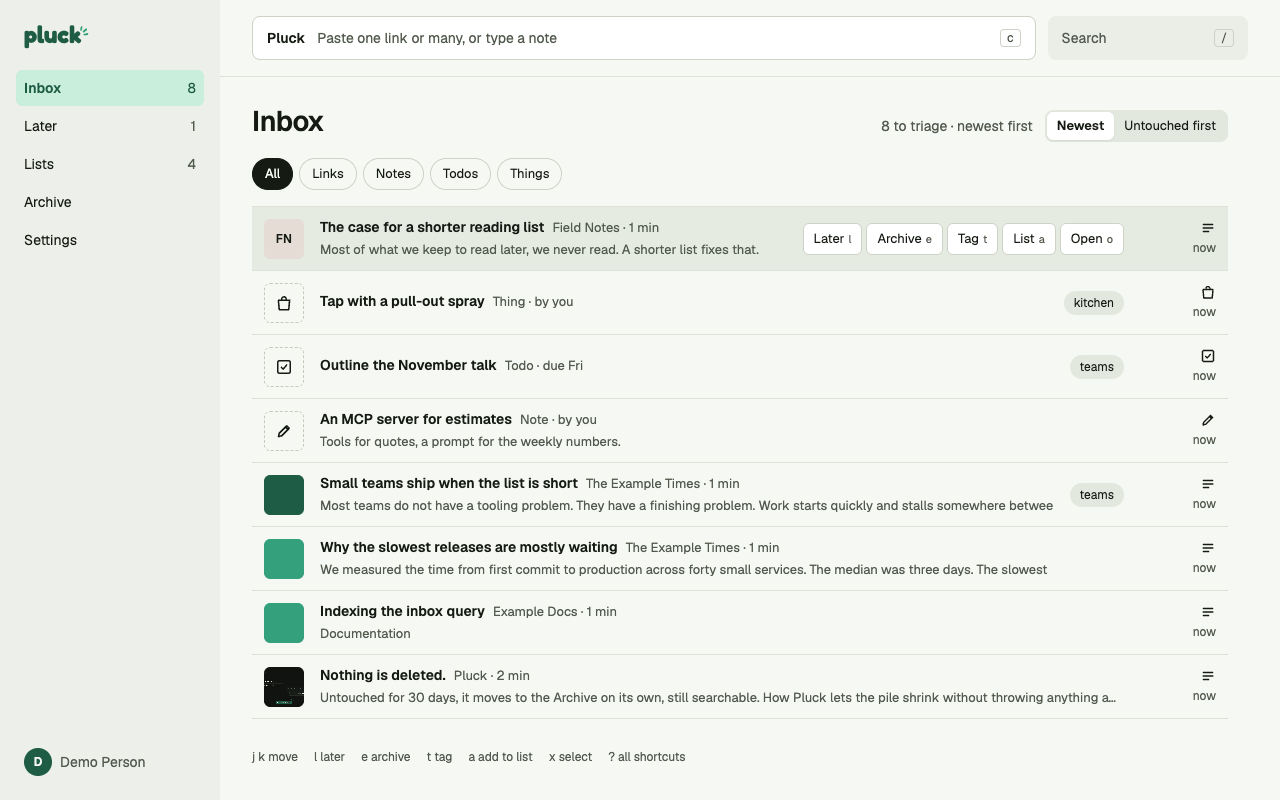 pluck
Inbox 8
Later 1
Lists 4
Archive
Settings
D Demo Person
Pluck Paste one link or many, or type a note c
Search /
Inbox
8 to triage · newest first Newest Untouched first
All Links Notes Todos Things
FN The case for a shorter reading list Field Notes · 1 min
Most of what we keep to read later, we never read. A shorter list fixes that.
Later l Archive e Tag t List a Open o
now
Tap with a pull-out spray Thing · by you
kitchen
now
Outline the November talk Todo · due Fri
teams
now
An MCP server for estimates Note · by you
Tools for quotes, a prompt for the weekly numbers.
now
Small teams ship when the list is short The Example Times · 1 min
Most teams do not have a tooling problem. They have a finishing problem. Work starts quickly and stalls somewhere betwee
teams
now
Why the slowest releases are mostly waiting The Example Times · 1 min
We measured the time from first commit to production across forty small services. The median was three days. The slowest
now
Indexing the inbox query Example Docs · 1 min
Documentation
now
Nothing is deleted. Pluck · 2 min
Untouched for 30 days, it moves to the Archive on its own, still searchable. How Pluck lets the pile shrink without throwing anything a…
now
j k move l later e archive t tag a add to list x select ? all shortcuts